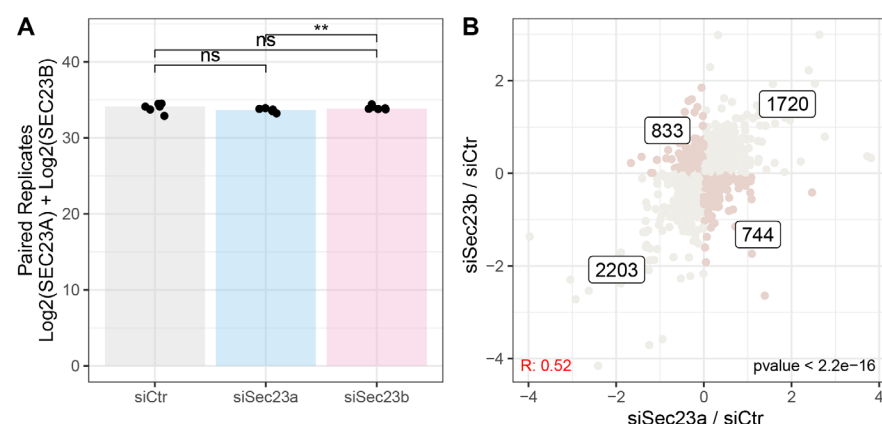 A
Paired Replicates
Log2(SEC23A) + Log2(SEC23B)
40
30
20
10
0
**
ns
ns
siCtr
siSec23a
siSec23b
B
siSec23b / siCtr
2
0
−2
−4
1720
833
744
2203
R: 0.52
pvalue < 2.2e−16
−4
−2
0
2
4
siSec23a / siCtr